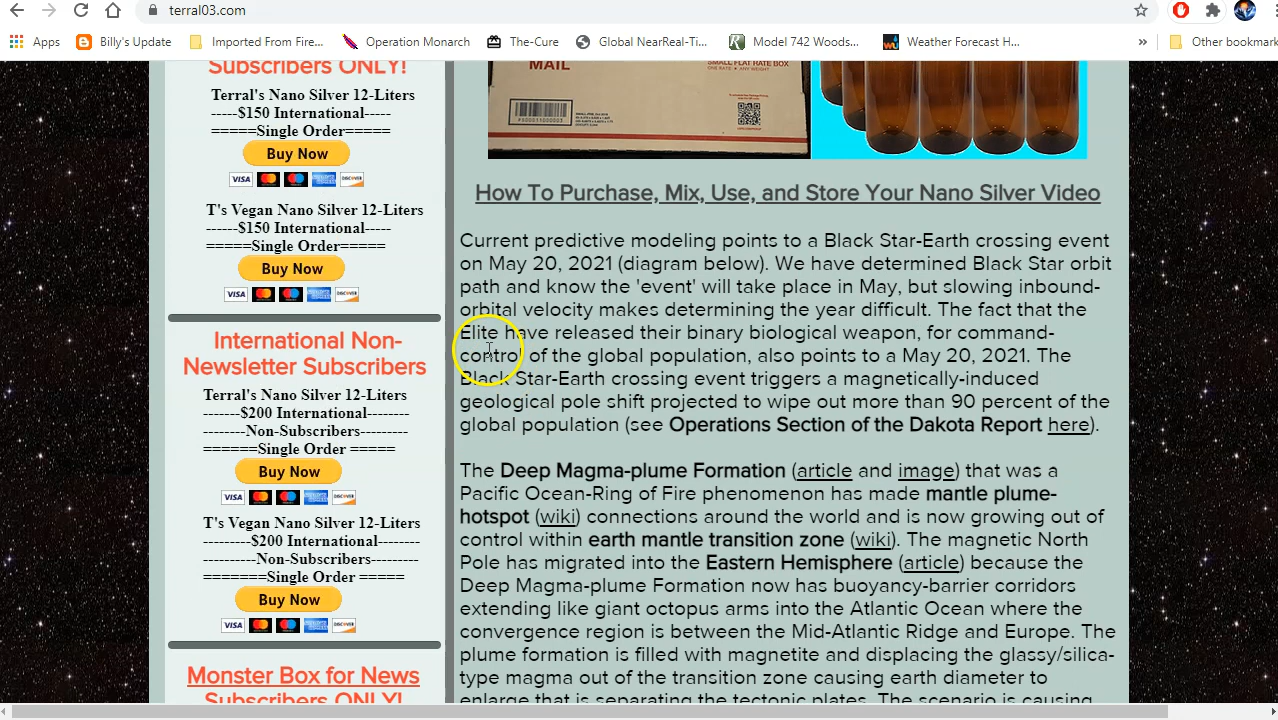 terral03.com
Apps
Billy's Update
Imported From Fire...
Operation Monarch
The-Cure
Global NearReal-Ti...
Model 742 Woods...
Weather Forecast H...
»
Other bookmark
Subscribers ONLY!
Terral's Nano Silver 12-Liters
-----$150 International-----
=====Single Order=====
Buy Now
VISA
DISCOVER
T's Vegan Nano Silver 12-Liters
------$150 International-----
=====Single Order=====
Buy Now
VISA
DISCOVER
International Non-
Newsletter Subscribers
Terral's Nano Silver 12-Liters
-------$200 International--------
--------Non-Subscribers--------
======Single Order=====
Buy Now
VISA
DISCOVER
T's Vegan Nano Silver 12-Liters
--------$200 International-------
---------Non-Subscribers--------
=======Single Order =====
Buy Now
VISA
DISCOVER
Monster Box for News
Subscribers ONLY!
MAIL
SMALL FLAT RATE BOX
ONE RATE ■ ANY WEIGHT
How To Purchase, Mix, Use, and Store Your Nano Silver Video
Current predictive modeling points to a Black Star-Earth crossing event
on May 20, 2021 (diagram below). We have determined Black Star orbit
path and know the 'event' will take place in May, but slowing inbound-
orbital velocity makes determining the year difficult. The fact that the
Elite have released their binary biological weapon, for command-
control of the global population, also points to a May 20, 2021. The
Black Star-Earth crossing event triggers a magnetically-induced
geological pole shift projected to wipe out more than 90 percent of the
global population (see Operations Section of the Dakota Report here).
The Deep Magma-plume Formation (article and image) that was a
Pacific Ocean-Ring of Fire phenomenon has made mantle plume-
hotspot (wiki) connections around the world and is now growing out of
control within earth mantle transition zone (wiki). The magnetic North
Pole has migrated into the Eastern Hemisphere (article) because the
Deep Magma-plume Formation now has buoyancy-barrier corridors
extending like giant octopus arms into the Atlantic Ocean where the
convergence region is between the Mid-Atlantic Ridge and Europe. The
plume formation is filled with magnetite and displacing the glassy/silica-
type magma out of the transition zone causing earth diameter to
enlarge that is separating the tectonic plates. The scenario is causing